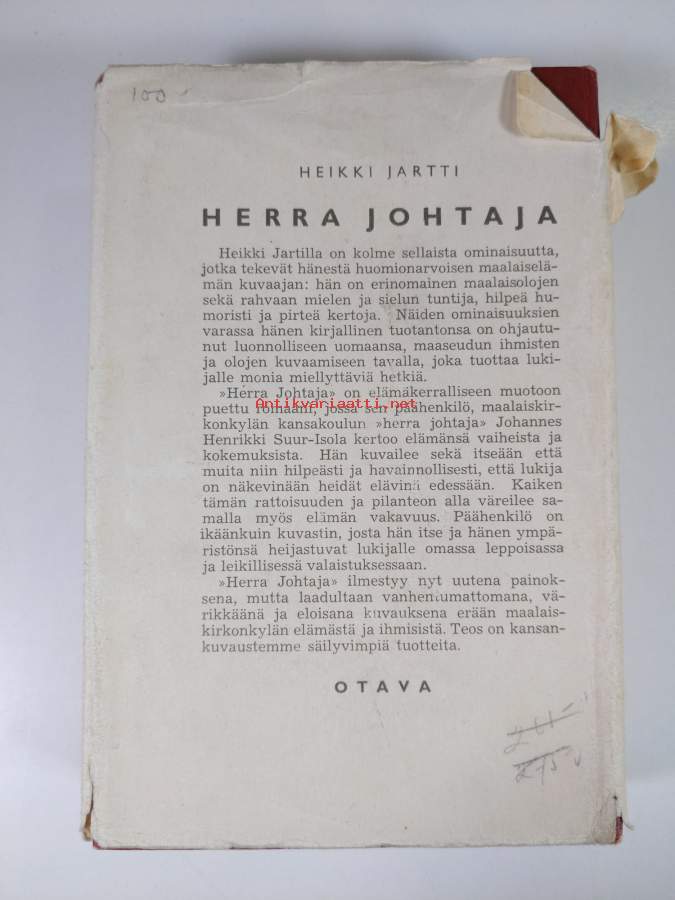 100
HEIKKI JARTTI
HERRA JOHTAJA
Heikki Jartilla on kolme sellaista ominaisuutta,
jotka tekevät hänestä huomionarvoisen maalaiselä-
män kuvaajan: hän on erinomainen maalaisolojen
sekä rahvaan mielen ja sielun tuntija, hilpeä hu-
moristi ja pirteä kertoja. Näiden ominaisuuksien
varassa hänen kirjallinen tuotantonsa on ohjautu-
nut luonnolliseen uomaansa, maaseudun ihmisten
ja olojen kuvaamiseen tavalla, joka tuottaa luki-
jalle monia miellyttäviä hetkiä.
»Herra Johtaja» on elämäkerralliseen muotoon
Antikvariaatti.net
puettu romaani, jossa sen päähenkilö, maalaiskir-
konkylän kansakoulun »herra johtaja» Johannes
Henrikki Suur-Isola kertoo elämänsä vaiheista ja
kokemuksista. Hän kuvailee sekä itseään että
muita niin hilpeästi ja havainnollisesti, että lukija
on näkevinään heidät elävinä edessään. Kaiken
tämän rattoisuuden ja pilanteon alla väreilee sa-
malla myös elämän vakavuus. Päähenkilö on
ikäänkuin kuvastin, josta hän itse ja hänen ympä-
ristönsä heijastuvat lukijalle omassa leppoisassa
ja leikillisessä valaistuksessaan.
»Herra Johtaja» ilmestyy nyt uutena painok-
sena, mutta laadultaan vanhentumattomana, vä-
rikkäänä ja eloisana kuvauksena erään maalais-
kirkonkylän elämästä ja ihmisistä. Teos on kansan-
kuvaustemme säilyvimpiä tuotteita.
OTAVA